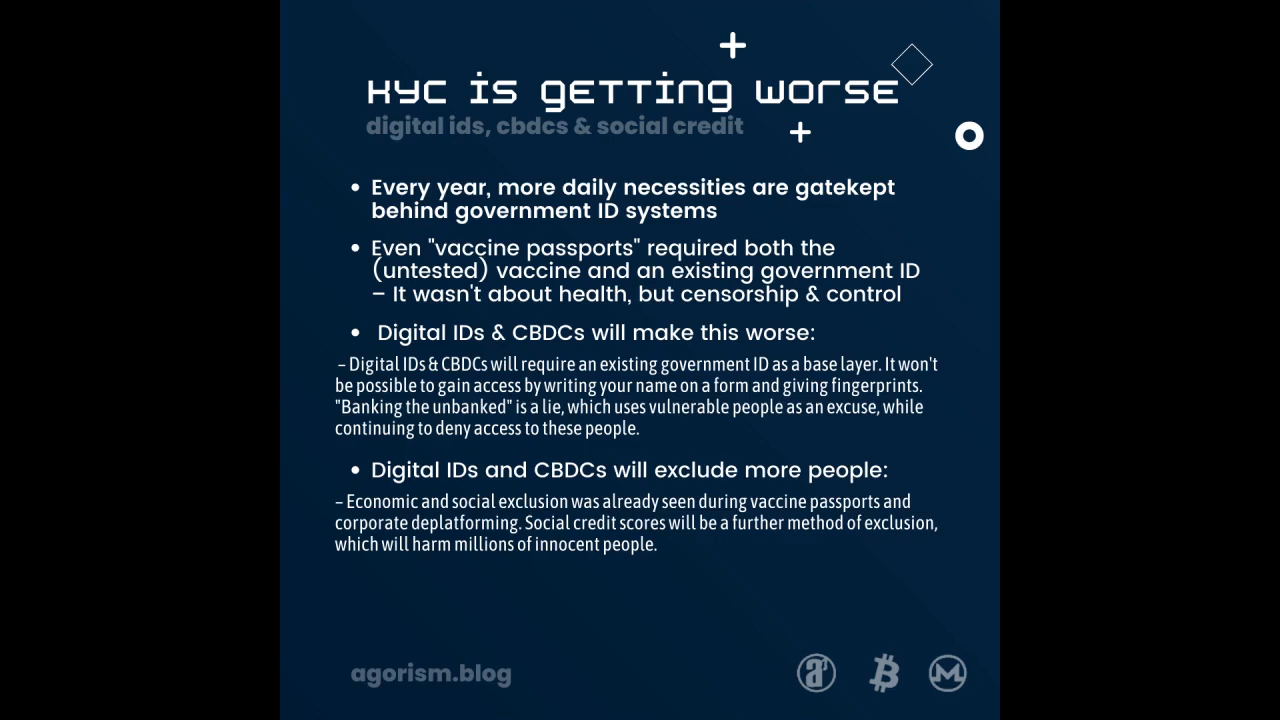 KYC is getting worse
digital ids, cbdcs & social credit
• Every year, more daily necessities are gatekept
behind government ID systems
• Even "vaccine passports" required both the
(untested) vaccine and an existing government ID
– It wasn't about health, but censorship & control
• Digital IDs & CBDCs will make this worse:
– Digital IDs & CBDCs will require an existing government ID as a base layer. It won't
be possible to gain access by writing your name on a form and giving fingerprints.
"Banking the unbanked" is a lie, which uses vulnerable people as an excuse, while
continuing to deny access to these people.
• Digital IDs and CBDCs will exclude more people:
– Economic and social exclusion was already seen during vaccine passports and
corporate deplatforming. Social credit scores will be a further method of exclusion,
which will harm millions of innocent people.
agorism.blog